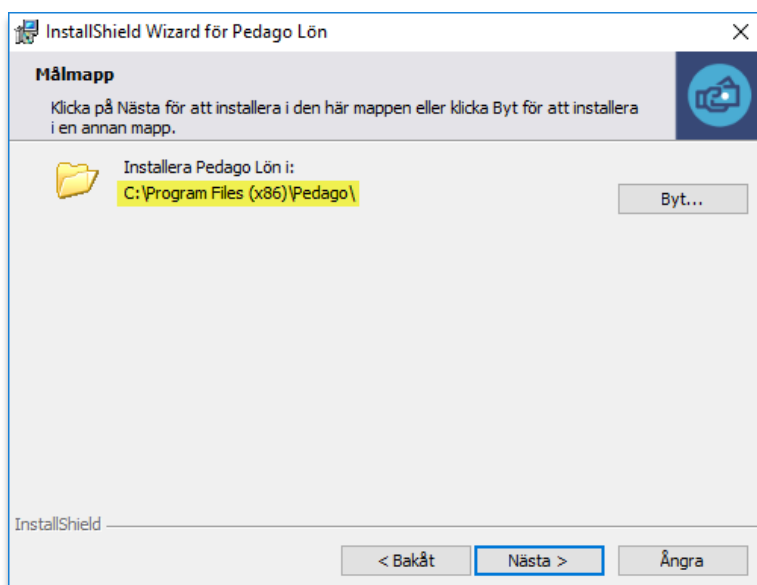 InstallShield Wizard för Pedago Lön
Målmapp
Klicka på Nästa för att installera i den här mappen eller klicka Byt för att installera
i en annan mapp.
Installera Pedago Lön i:
C:\Program Files (x86)\Pedago\
Byt...
InstallShield
< Bakåt
Nästa >
Ångra